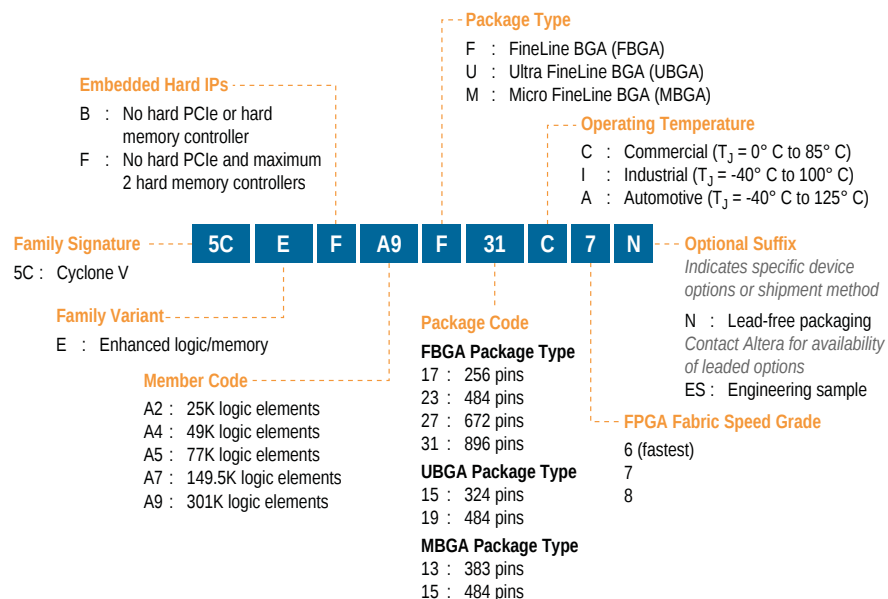 Package Type
F : FineLine BGA (FBGA)
U : Ultra FineLine BGA (UBGA)
M : Micro FineLine BGA (MBGA)
Embedded Hard IPs
B : No hard PCIe or hard
memory controller
F : No hard PCIe and maximum
2 hard memory controllers
Operating Temperature
C : Commercial (TJ = 0° C to 85° C)
I : Industrial (TJ = -40° C to 100° C)
A : Automotive (TJ = -40° C to 125° C)
5C E F A9 F 31 C 7 N
Family Signature
5C : Cyclone V
Family Variant
E : Enhanced logic/memory
Member Code
A2 : 25K logic elements
A4 : 49K logic elements
A5 : 77K logic elements
A7 : 149.5K logic elements
A9 : 301K logic elements
Package Code
FBGA Package Type
17 : 256 pins
23 : 484 pins
27 : 672 pins
31 : 896 pins
UBGA Package Type
15 : 324 pins
19 : 484 pins
MBGA Package Type
13 : 383 pins
15 : 484 pins
Optional Suffix
Indicates specific device
options or shipment method
N : Lead-free packaging
Contact Altera for availability
of leaded options
ES : Engineering sample
FPGA Fabric Speed Grade
6 (fastest)
7
8